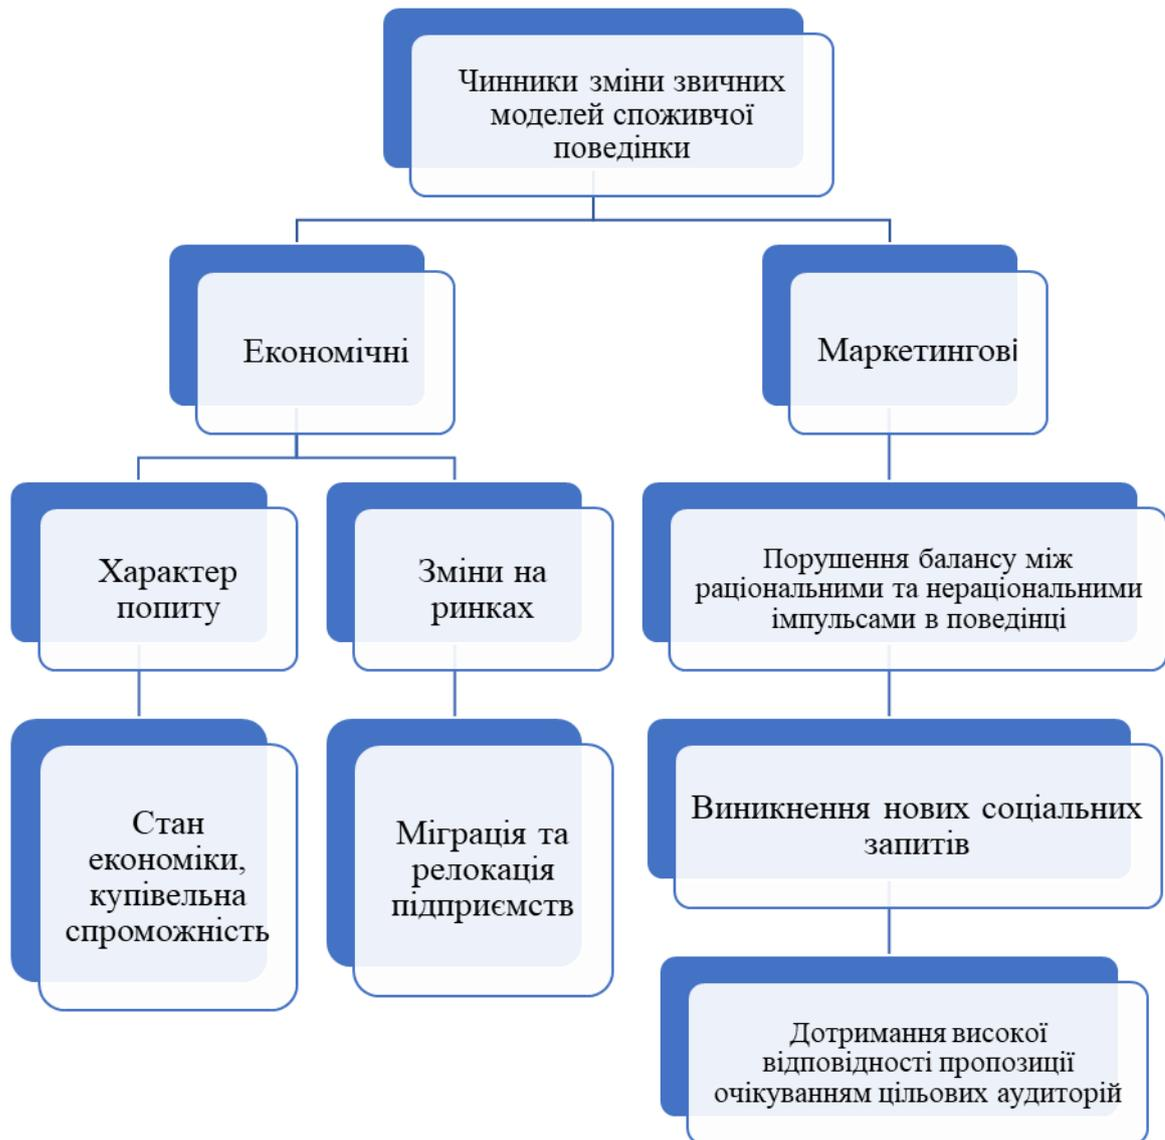 Чинники зміни звичних
моделей споживчої
поведінки
Економічні
Маркетингові
Характер
попиту
Зміни на
ринках
Порушення балансу між
раціональними та нераціональними
імпульсами в поведінці
Стан
економіки,
купівельна
спроможність
Міграція та
релокація
підприємств
Виникнення нових соціальних
запитів
Дотримання високої
відповідності пропозиції
очікуванням цільових аудиторій